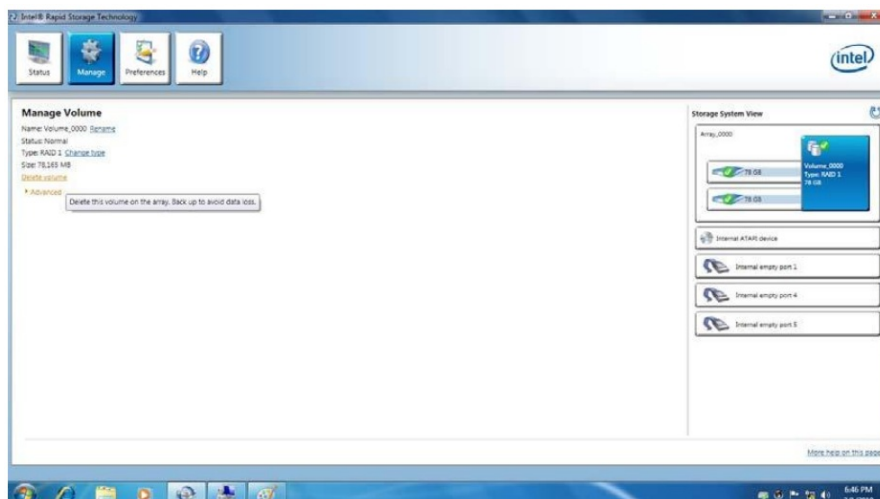 Intel® Rapid Storage Technology
Status
Manage
Preferences
Help
intel
Manage Volume
Name: Volume_0000 Rename
Status: Normal
Type: RAID 1 Change type
Size: 78,163 MB
Delete volume
Advanced
Delete this volume on the array. Back up to avoid data loss.
Storage System View
Array_0000
78 GB
78 GB
Volume_0000
Type: RAID 1
78 GB
Internal ATAPI device
Internal empty port 1
Internal empty port 4
Internal empty port 5
More help on this page
6:46 PM